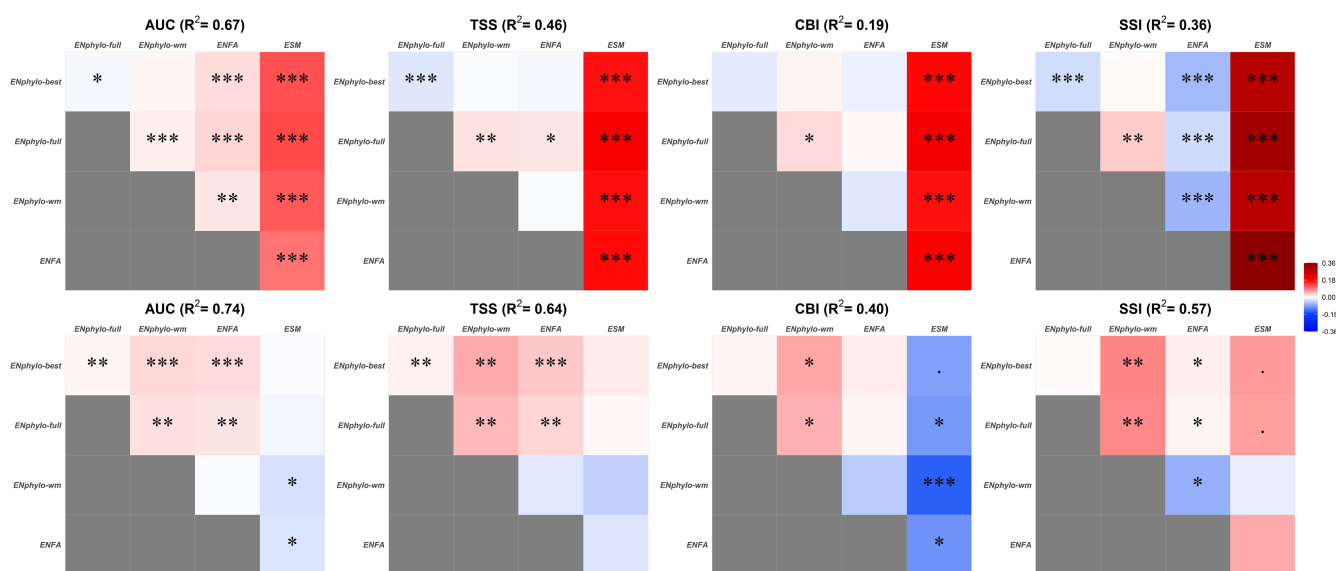 AUC (R²= 0.67)
ENphylo-full ENphylo-wm ENFA ESM
ENphylo-best * *** ***
ENphylo-full *** *** ***
ENphylo-wm ** ***
ENFA ***
TSS (R²= 0.46)
ENphylo-full ENphylo-wm ENFA ESM
ENphylo-best *** ***
ENphylo-full ** * ***
ENphylo-wm ***
ENFA ***
CBI (R²= 0.19)
ENphylo-full ENphylo-wm ENFA ESM
ENphylo-best ***
ENphylo-full * ***
ENphylo-wm ***
ENFA ***
SSI (R²= 0.36)
ENphylo-full ENphylo-wm ENFA ESM
ENphylo-best *** *** ***
ENphylo-full ** *** ***
ENphylo-wm *** ***
ENFA ***
0.36
0.18
0.00
-0.18
-0.36
AUC (R²= 0.74)
ENphylo-full ENphylo-wm ENFA ESM
ENphylo-best ** *** ***
ENphylo-full ** **
ENphylo-wm *
ENFA *
TSS (R²= 0.64)
ENphylo-full ENphylo-wm ENFA ESM
ENphylo-best ** ** ***
ENphylo-full ** **
ENphylo-wm
ENFA
CBI (R²= 0.40)
ENphylo-full ENphylo-wm ENFA ESM
ENphylo-best * .
ENphylo-full * *
ENphylo-wm ***
ENFA *
SSI (R²= 0.57)
ENphylo-full ENphylo-wm ENFA ESM
ENphylo-best ** * .
ENphylo-full ** * .
ENphylo-wm *
ENFA